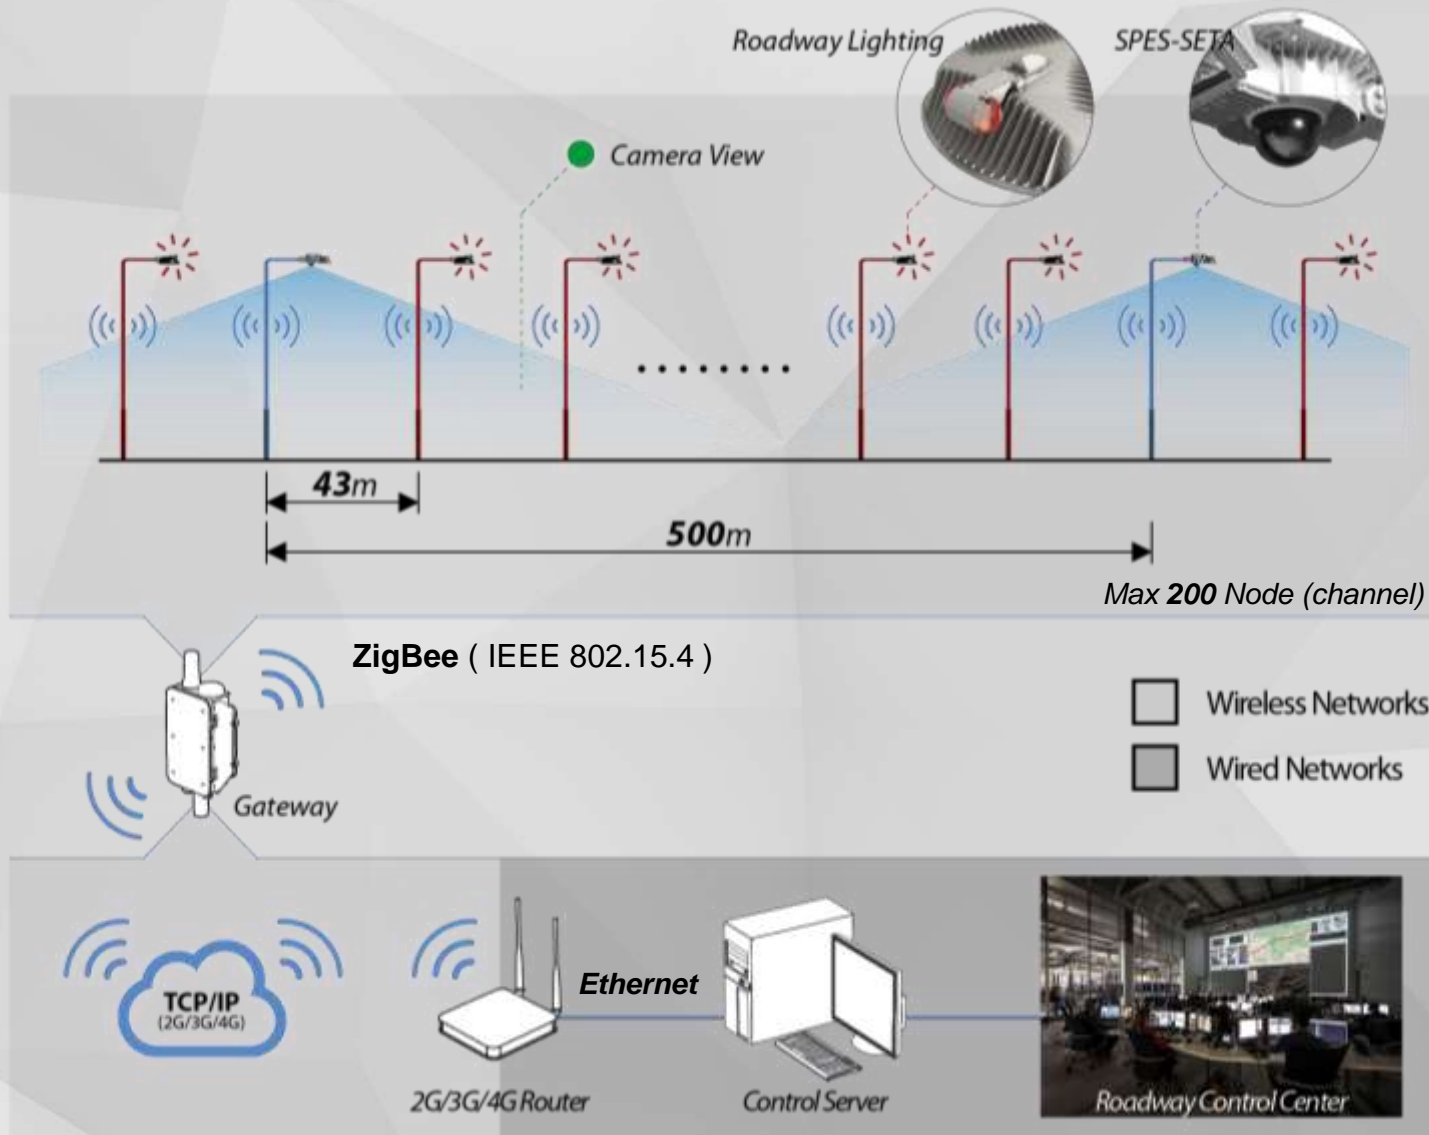 Roadway Lighting
SPES-SETA
Camera View
43m
500m
Max 200 Node (channel)
ZigBee ( IEEE 802.15.4 )
Wireless Networks
Wired Networks
Gateway
TCP/IP
(2G/3G/4G)
Ethernet
2G/3G/4G Router
Control Server
Roadway Control Center